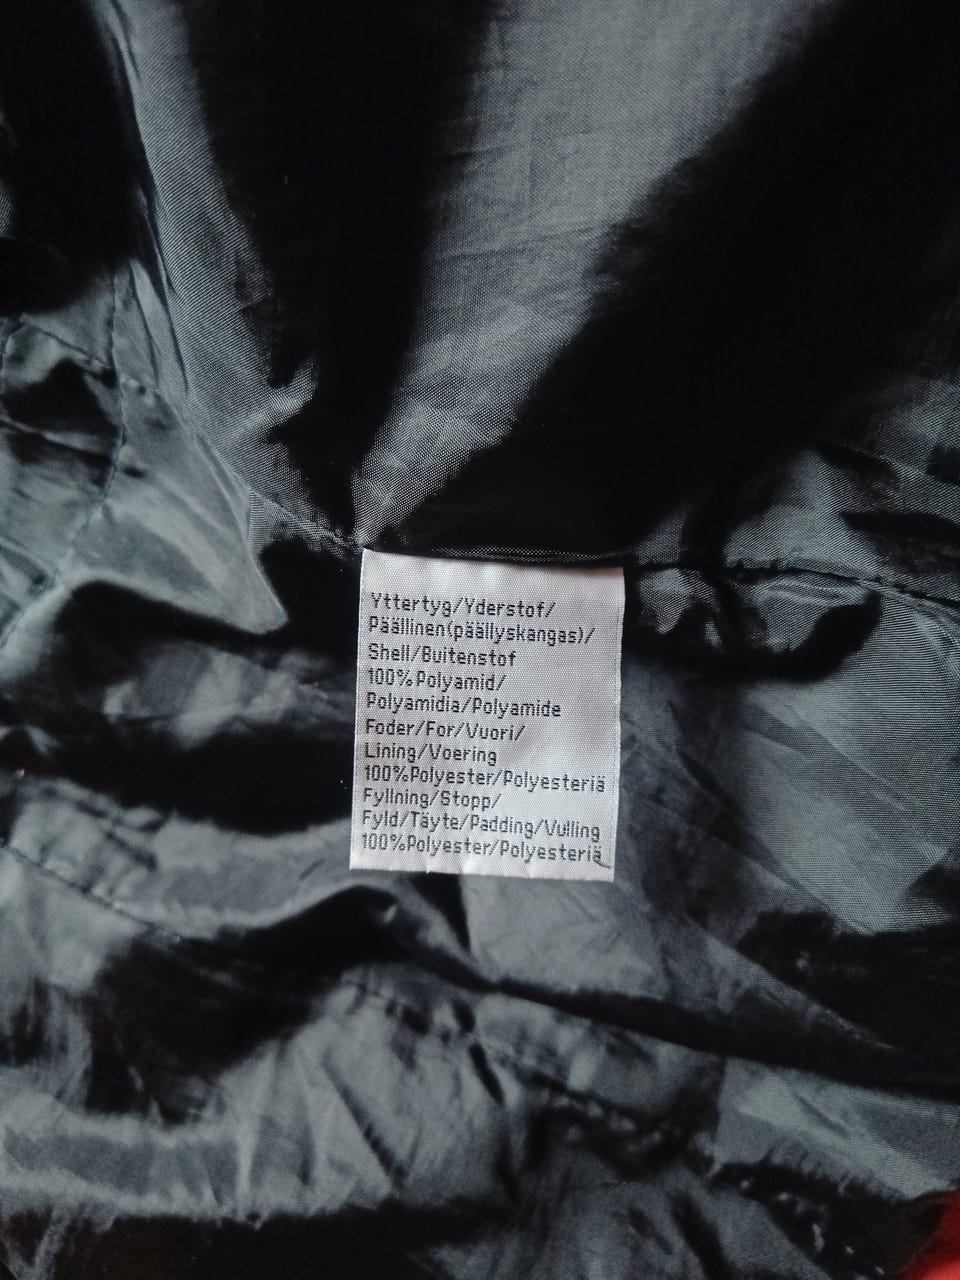 Yttertyg/Yderstof/
Päällinen(päällyskangas)/
Shell/Buitenstof
100%Polyamid/
Polyamidia/Polyamide
Foder/For/Vuori/
Lining/Voering
100%Polyester/Polyesteriä
Fyllning/Stopp/
Fyld/Täyte/Padding/Vulling
100%Polyester/Polyesteriä